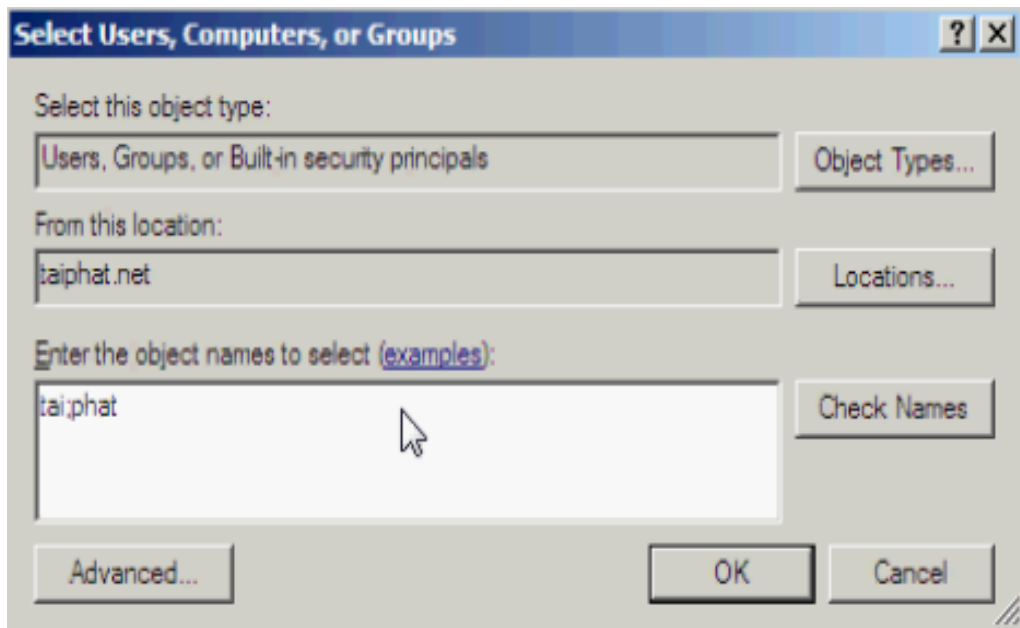 Select Users, Computers, or Groups
Select this object type:
Users, Groups, or Built-in security principals
Object Types...
From this location:
taiphat.net
Locations...
Enter the object names to select (examples):
tai;phat
Check Names
Advanced...
OK
Cancel